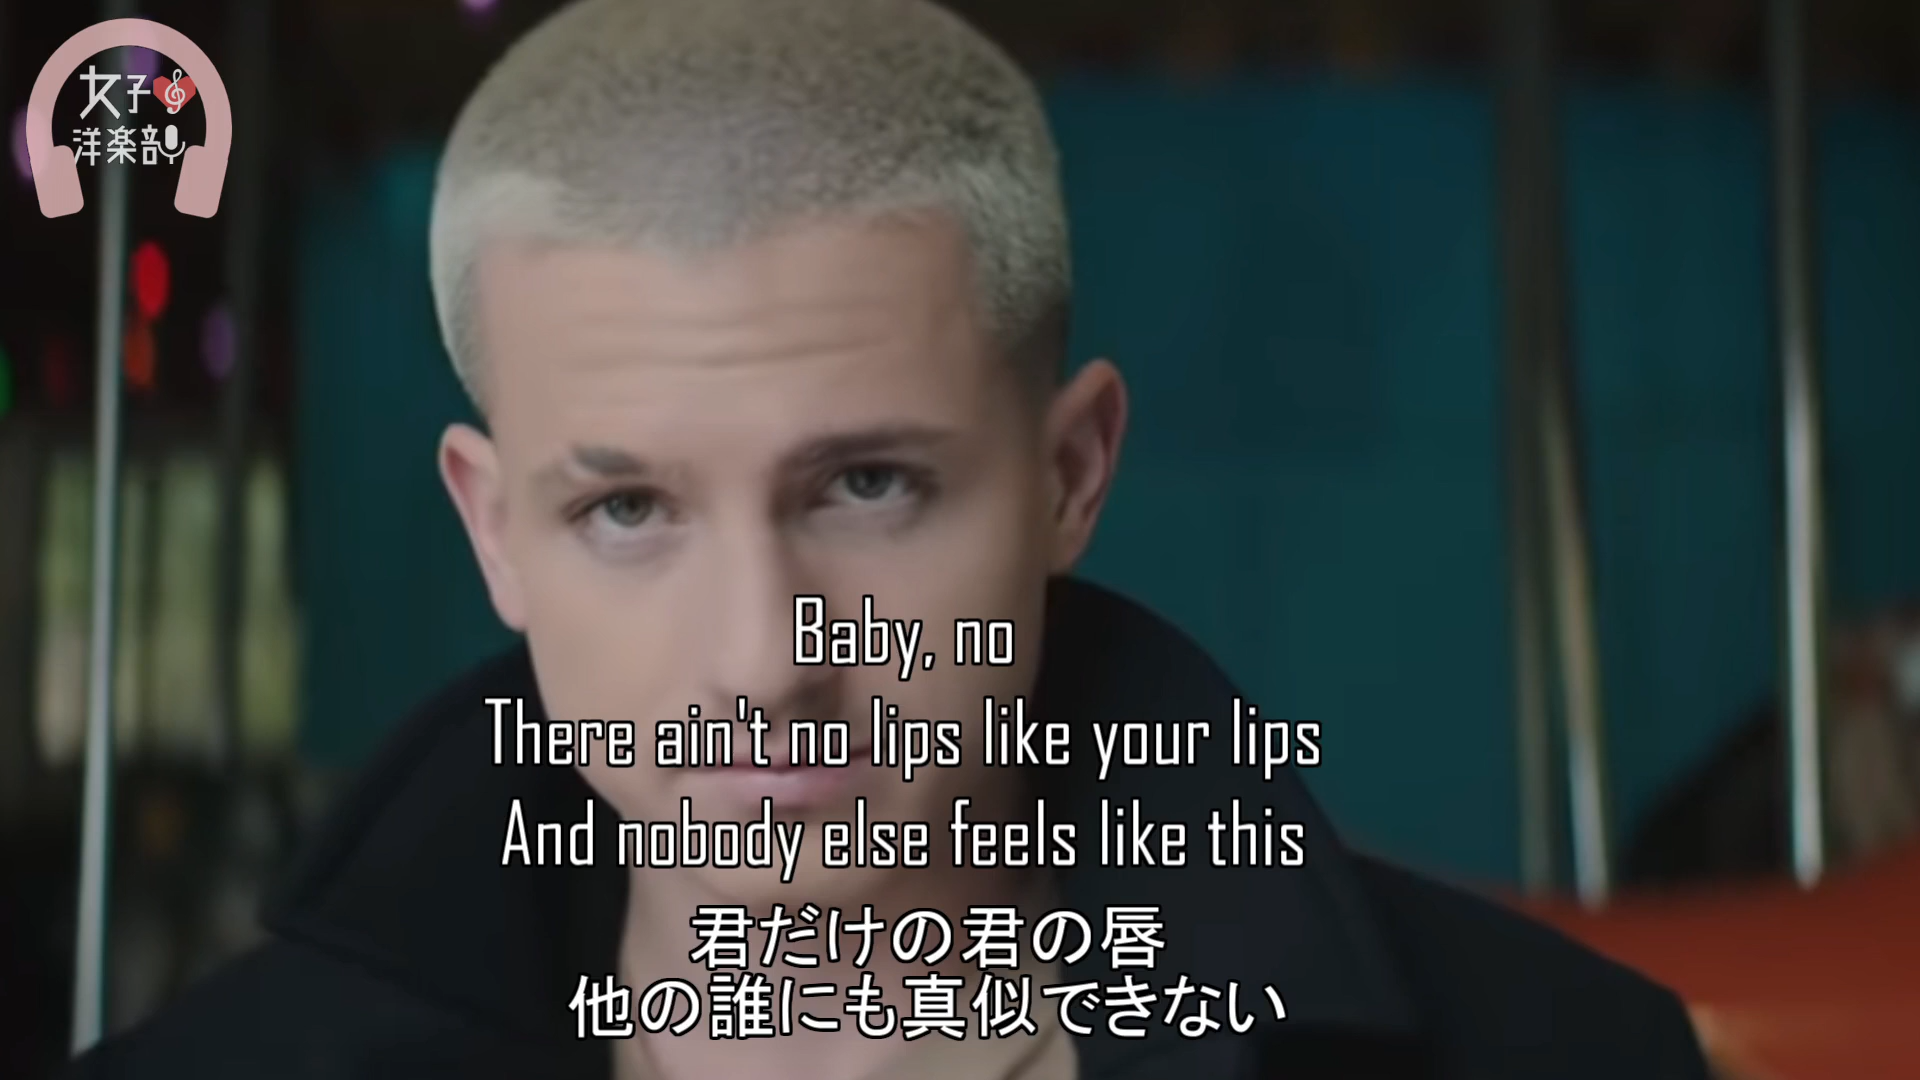 女子
洋楽部
Baby, no
There ain't no lips like your lips
And nobody else feels like this
君だけの君の唇
他の誰にも真似できない